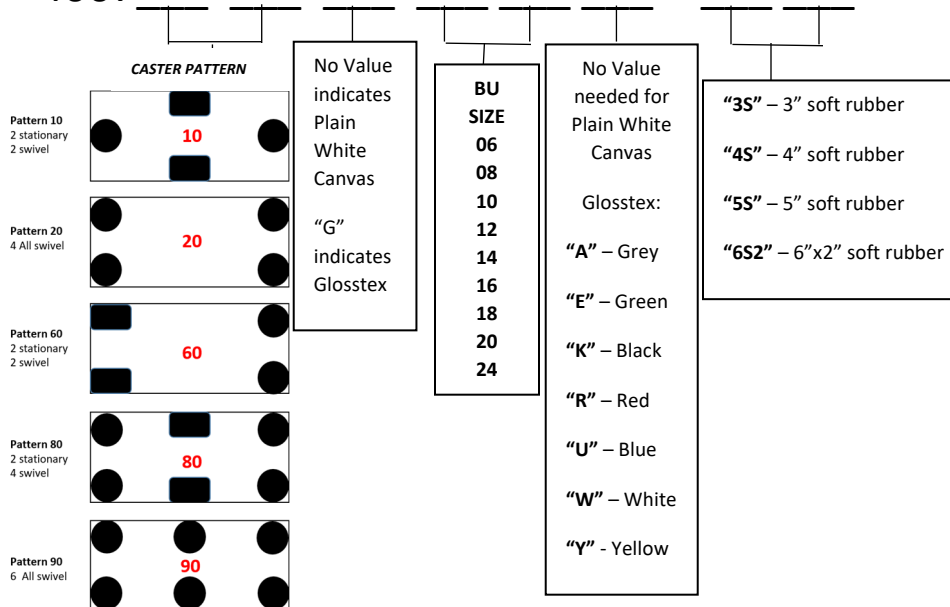 CASTER PATTERN
Pattern 10
2 stationary
2 swivel
10
Pattern 20
4 All swivel
20
Pattern 60
2 stationary
2 swivel
60
Pattern 80
2 stationary
4 swivel
80
Pattern 90
6 All swivel
90
No Value
indicates
Plain
White
Canvas
“G”
indicates
Glosstex
BU
SIZE
06
08
10
12
14
16
18
20
24
No Value
needed for
Plain White
Canvas
Glosstex:
“A” – Grey
“E” – Green
“K” – Black
“R” – Red
“U” – Blue
“W” – White
“Y” - Yellow
“3S” – 3” soft rubber
“4S” – 4” soft rubber
“5S” – 5” soft rubber
“6S2” – 6”x2” soft rubber